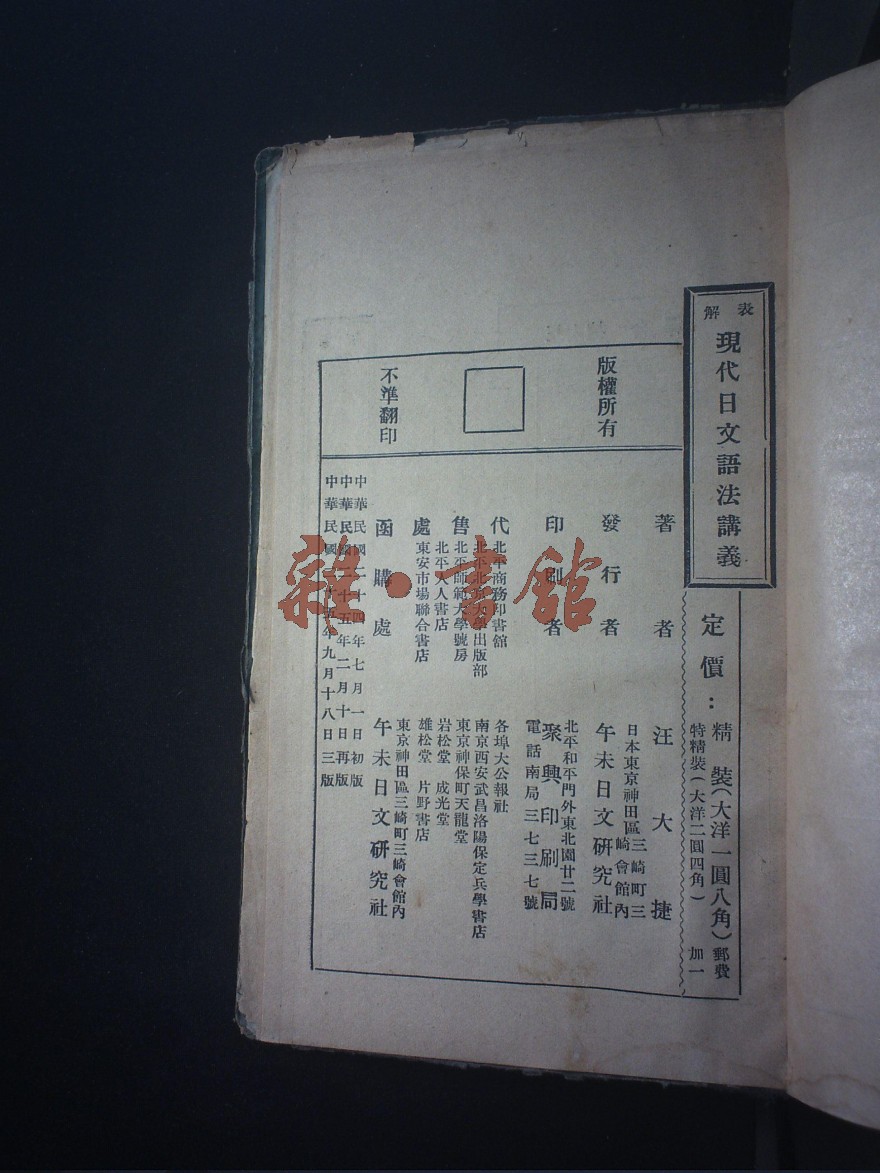 表解
現代日文語法講義
定價：精裝（大洋一圓八角）郵費
特精裝（大洋二圓四角）加一
版權所有
不準翻印
著者 汪大捷
日本東京神田區三崎町三崎會館內
發行者 午未日文研究社
北平和平門外東北園廿二號
印刷者 聚興印刷局
電話南局三七三七號
代售處
北平商務印書館
北平北京大學出版部
北平師範大學號房
北平人人書店
東安市場聯合書店
各埠大公報社
南京西安武昌洛陽保定兵學書店
東京神保町天龍堂
岩松堂 成光堂
雄松堂 片野書店
東京神田區三崎町三崎會館內
函購處 午未日文研究社
中華民國二十四年七月一日初版
中華民國二十五年二月十日再版
中華民國二十五年九月十八日三版
雜·書館